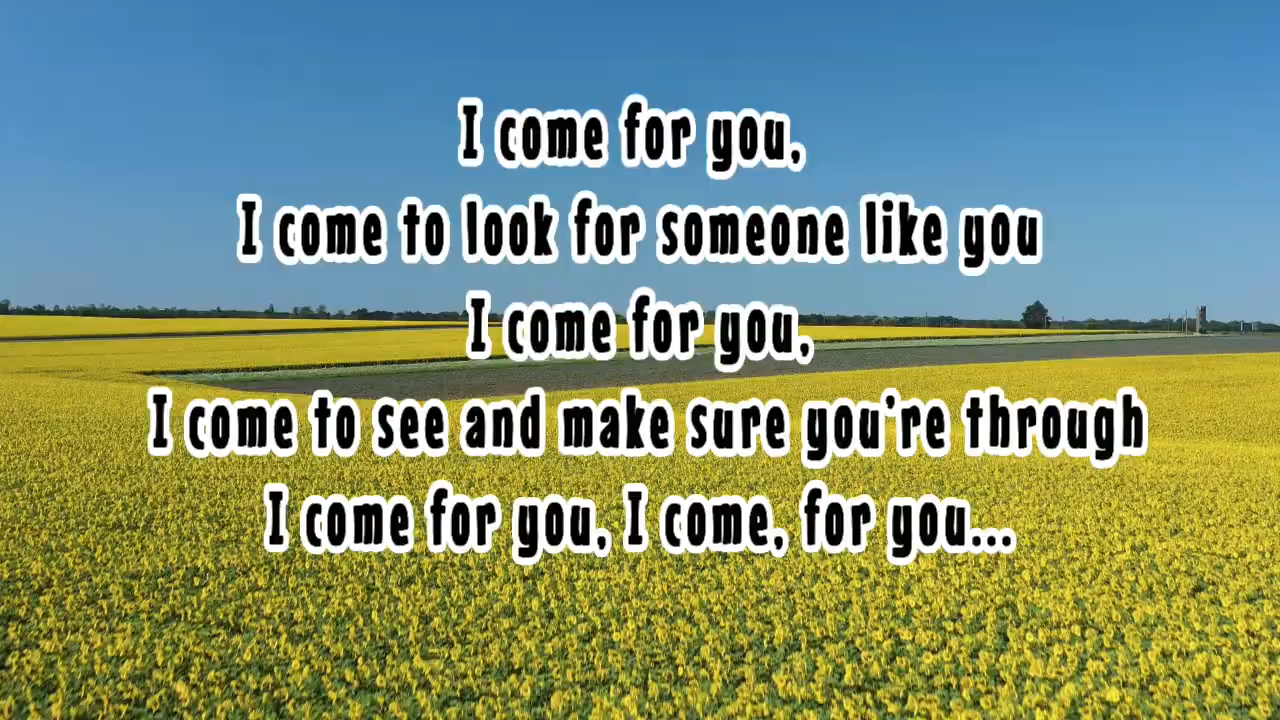 I come for you,
I come to look for someone like you
I come for you,
I come to see and make sure you're through
I come for you, I come, for you...